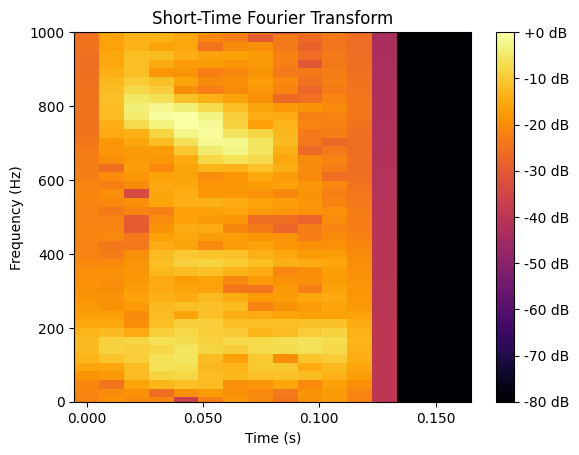 Short-Time Fourier Transform
1000
800
600
400
200
0
Frequency (Hz)
0.000
0.050
0.100
0.150
Time (s)
+0 dB
-10 dB
-20 dB
-30 dB
-40 dB
-50 dB
-60 dB
-70 dB
-80 dB